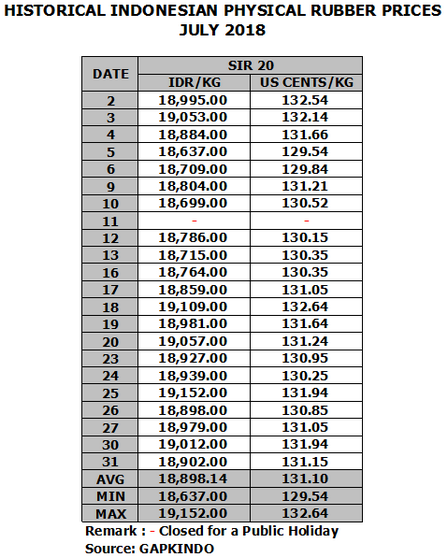 HISTORICAL INDONESIAN PHYSICAL RUBBER PRICES
JULY 2018
DATE SIR 20
IDR/KG US CENTS/KG
2 18,995.00 132.54
3 19,053.00 132.14
4 18,884.00 131.66
5 18,637.00 129.54
6 18,709.00 129.84
9 18,804.00 131.21
10 18,699.00 130.52
11 - -
12 18,786.00 130.15
13 18,715.00 130.35
16 18,764.00 130.35
17 18,859.00 131.05
18 19,109.00 132.64
19 18,981.00 131.64
20 19,057.00 131.24
23 18,927.00 130.95
24 18,939.00 130.25
25 19,152.00 131.94
26 18,898.00 130.85
27 18,979.00 131.05
30 19,012.00 131.94
31 18,902.00 131.15
AVG 18,898.14 131.10
MIN 18,637.00 129.54
MAX 19,152.00 132.64
Remark : - Closed for a Public Holiday
Source: GAPKINDO